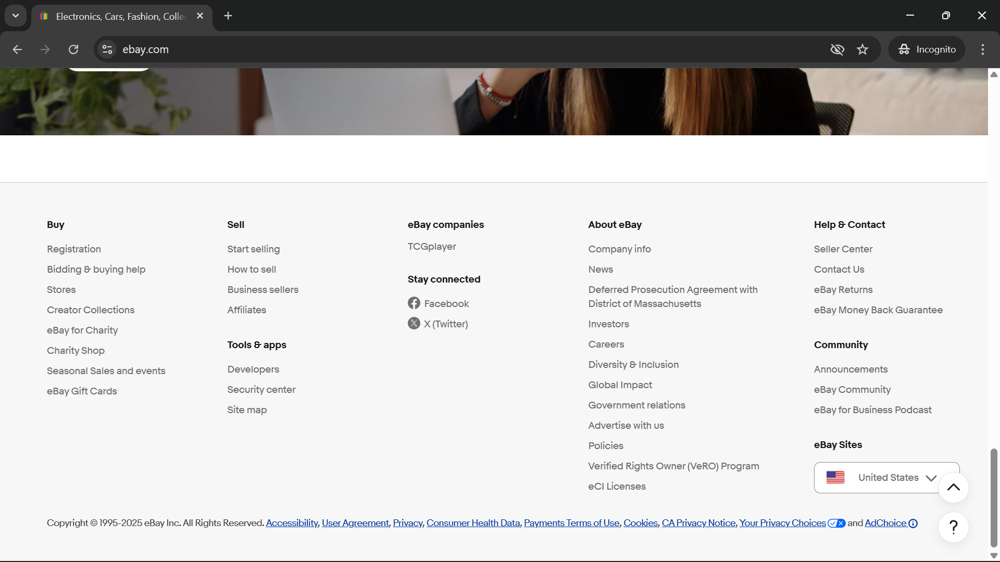 Electronics, Cars, Fashion, Colle
ebay.com
Incognito
Buy
Registration
Bidding & buying help
Stores
Creator Collections
eBay for Charity
Charity Shop
Seasonal Sales and events
eBay Gift Cards
Sell
Start selling
How to sell
Business sellers
Affiliates
Tools & apps
Developers
Security center
Site map
eBay companies
TCGplayer
Stay connected
Facebook
X (Twitter)
About eBay
Company info
News
Deferred Prosecution Agreement with
District of Massachusetts
Investors
Careers
Diversity & Inclusion
Global Impact
Government relations
Advertise with us
Policies
Verified Rights Owner (VeRO) Program
eCI Licenses
Help & Contact
Seller Center
Contact Us
eBay Returns
eBay Money Back Guarantee
Community
Announcements
eBay Community
eBay for Business Podcast
eBay Sites
United States
Copyright © 1995-2025 eBay Inc. All Rights Reserved. Accessibility, User Agreement, Privacy, Consumer Health Data, Payments Terms of Use, Cookies, CA Privacy Notice, Your Privacy Choices and AdChoice
?